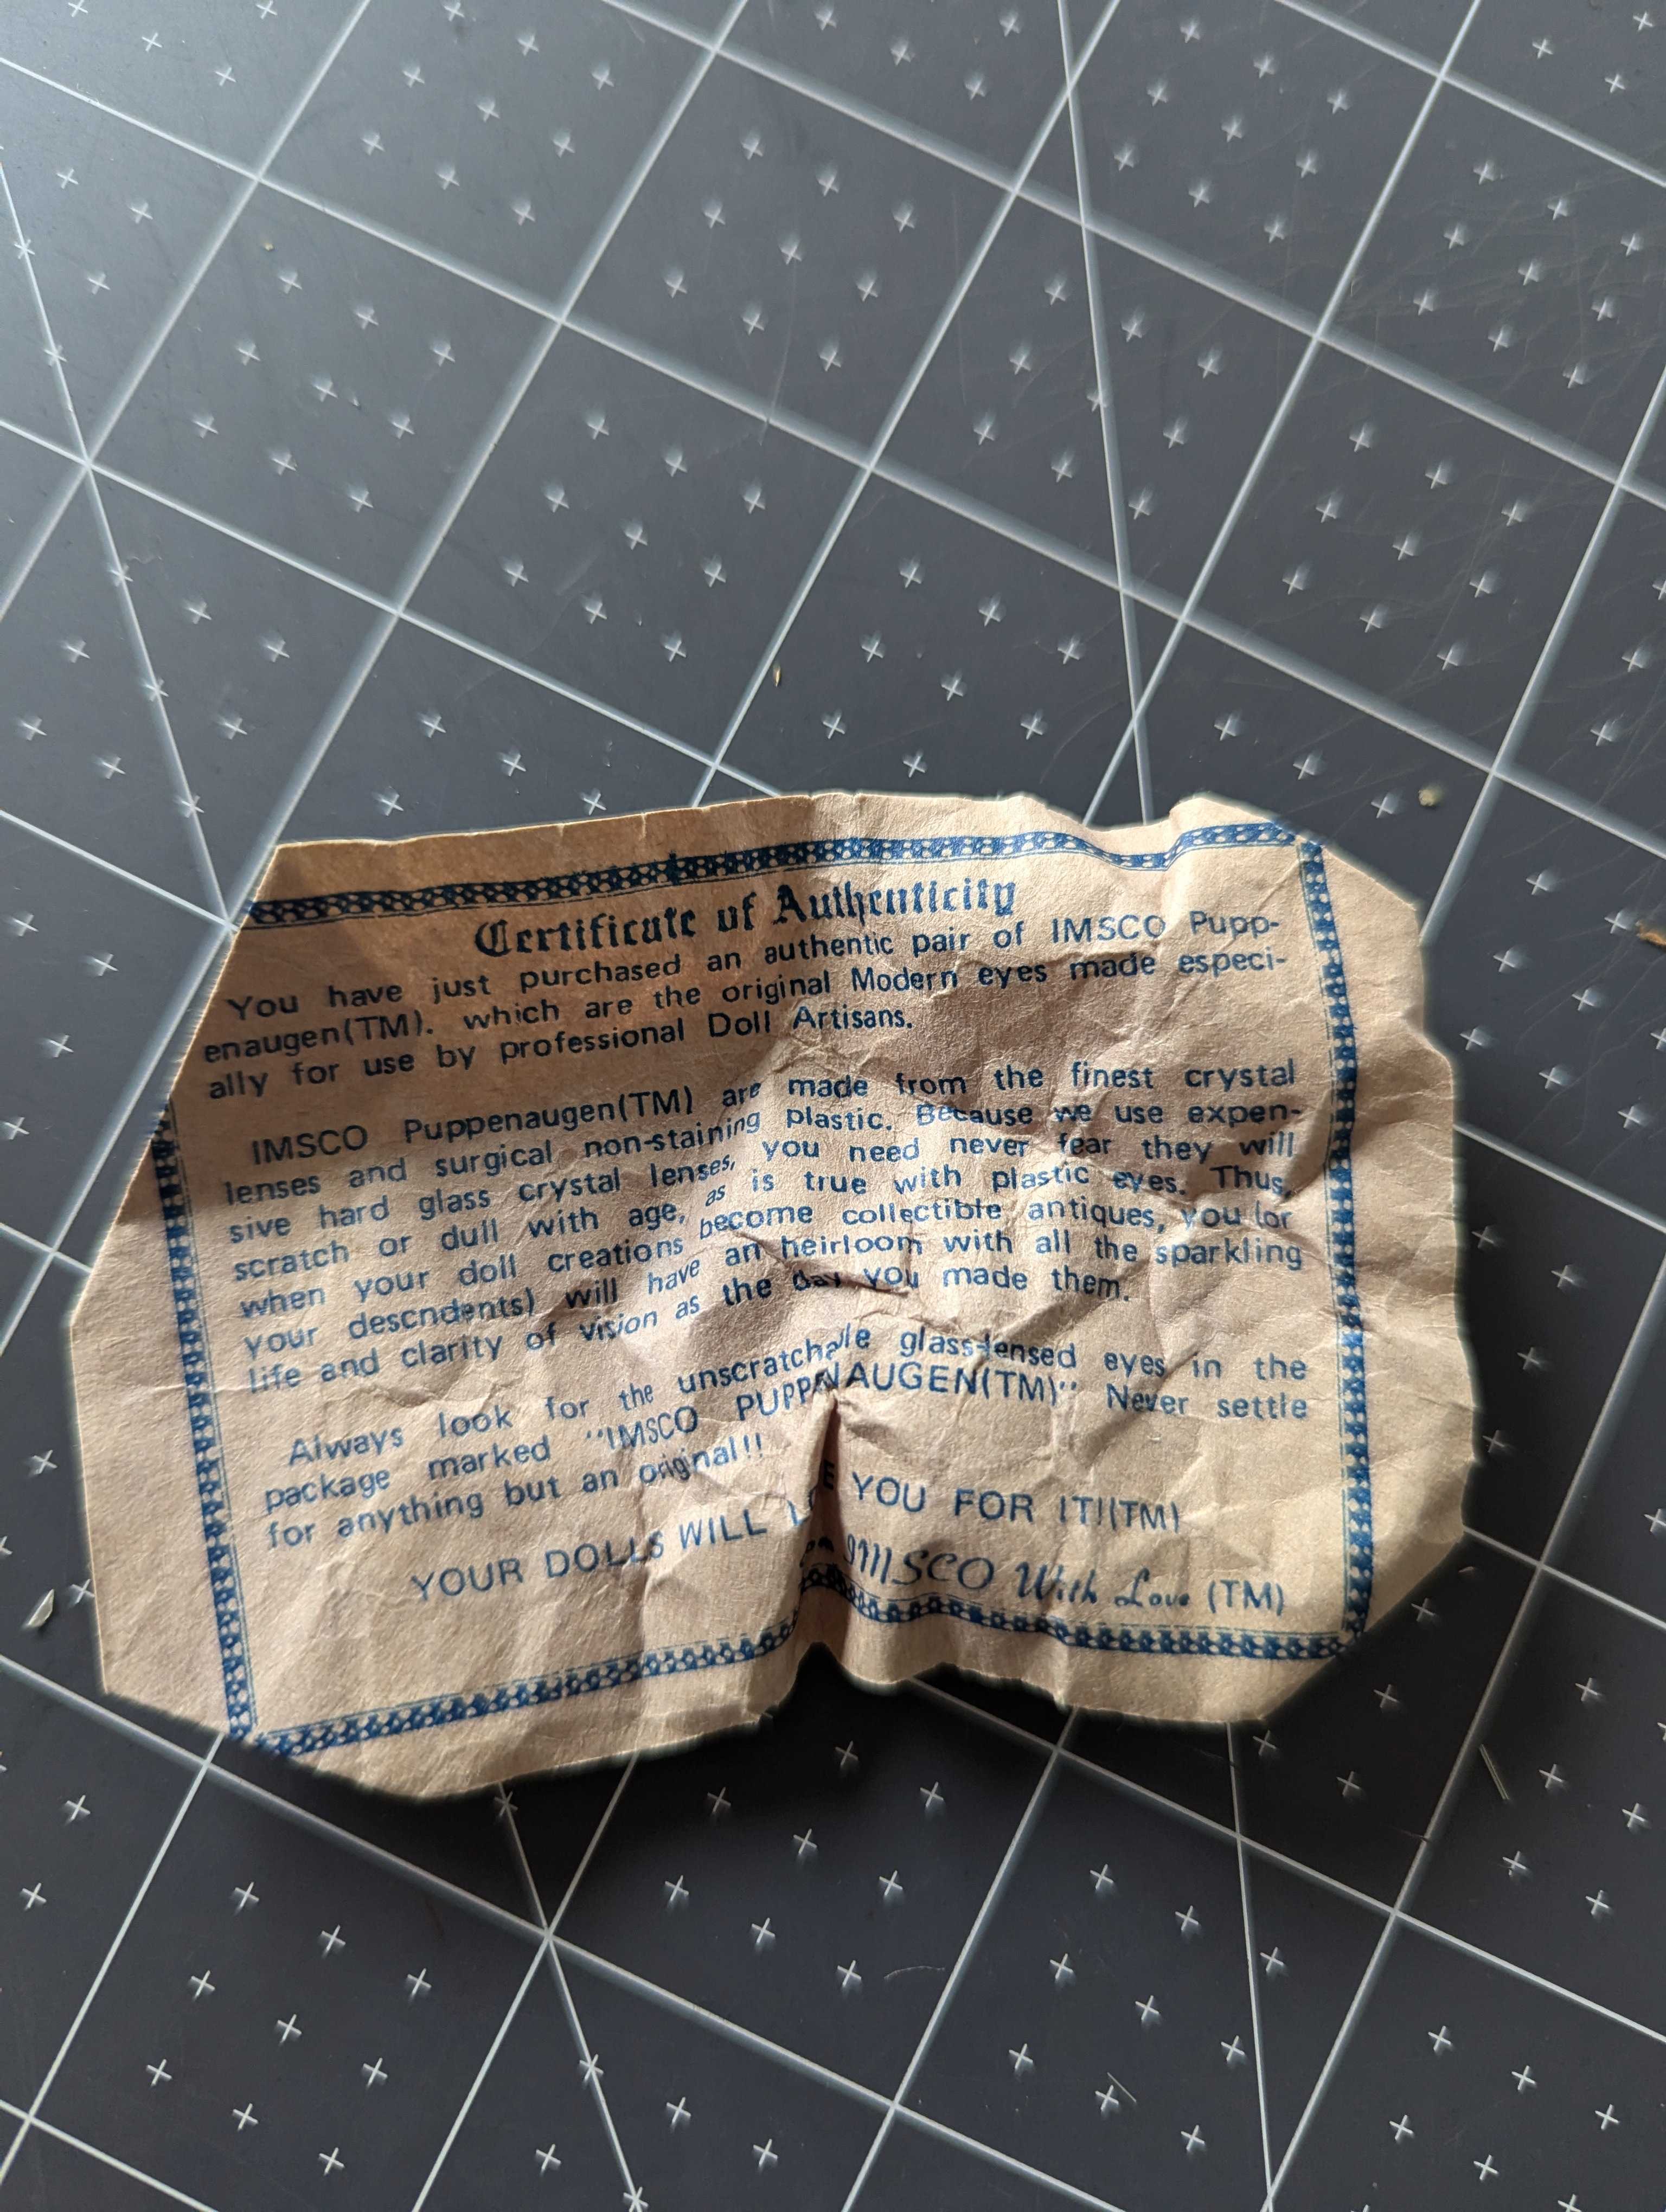 Certificate of Authenticity
You have just purchased an authentic pair of IMSCO Pupp-
enaugen(TM). which are the original Modern eyes made especi-
ally for use by professional Doll Artisans.
IMSCO Puppenaugen(TM) are made from the finest crystal
lenses and surgical non-staining plastic. Because we use expen-
sive hard glass crystal lenses, you need never fear they will
scratch or dull with age, as is true with plastic eyes. Thus,
when your doll creations become collectible antiques, you (or
your descndents) will have an heirloom with all the sparkling
life and clarity of vision as the day you made them.
Always look for the glass-lensed eyes in the
package marked "IMSCO Never settle
for anything but an original!!
YOUR DOLLS WILL YOU FOR IT!(TM)
IMSCO With Love (TM)